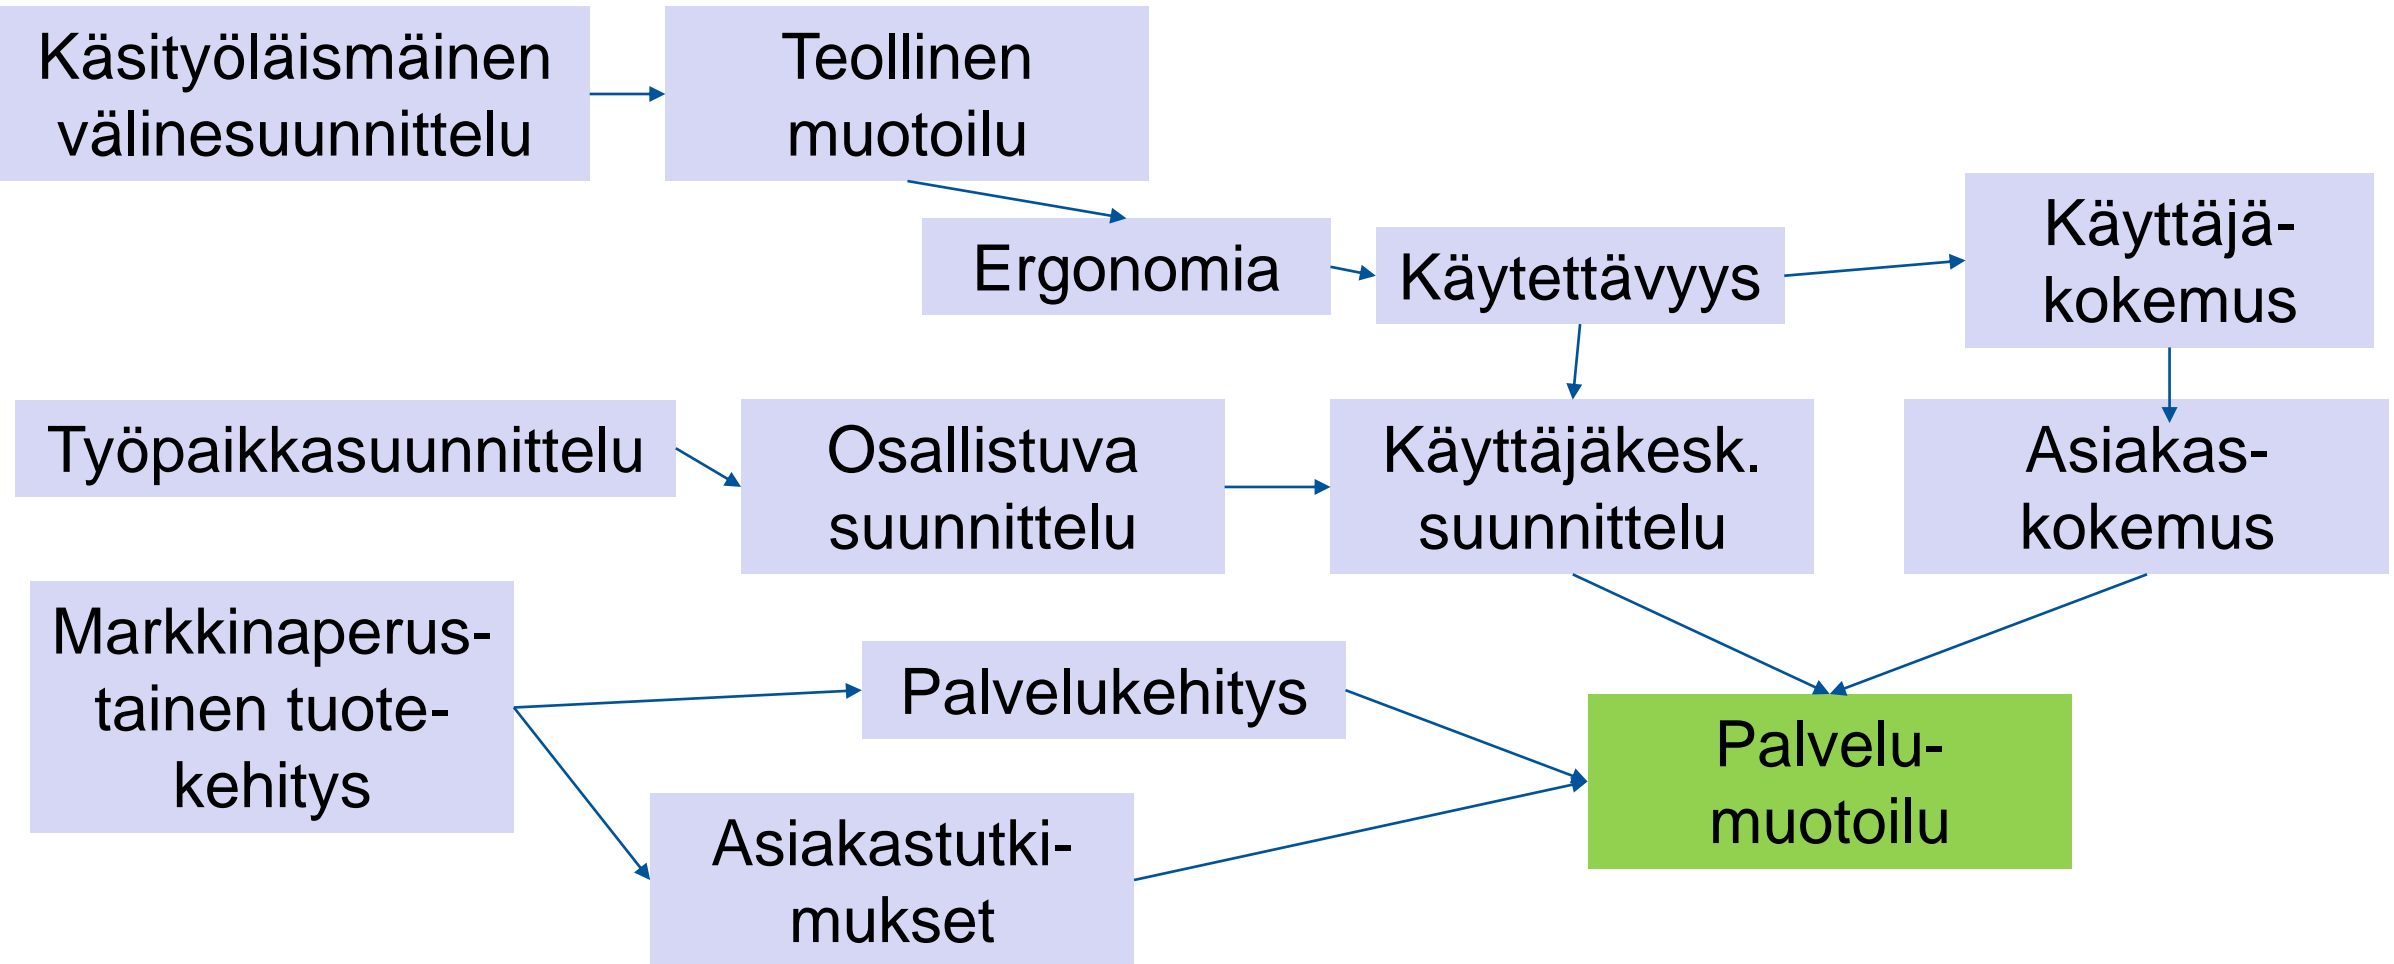 Käsityöläismäinen
välinesuunnittelu
Teollinen
muotoilu
Ergonomia
Käytettävyys
Käyttäjä-
kokemus
Työpaikkasuunnittelu
Osallistuva
suunnittelu
Käyttäjäkesk.
suunnittelu
Asiakas-
kokemus
Markkinaperus-
tainen tuote-
kehitys
Palvelukehitys
Asiakastutki-
mukset
Palvelu-
muotoilu